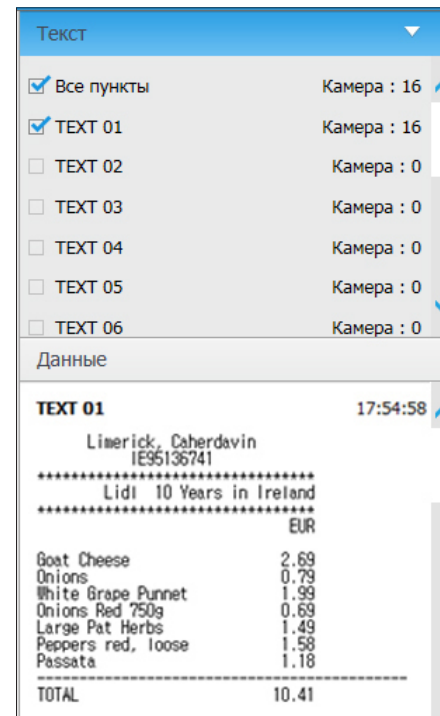 Текст
Все пункты Камера : 16
TEXT 01 Камера : 16
TEXT 02 Камера : 0
TEXT 03 Камера : 0
TEXT 04 Камера : 0
TEXT 05 Камера : 0
TEXT 06 Камера : 0
Данные
TEXT 01 17:54:58
Limerick, Caherdavin
IE95136741
**********************************
Lidl 10 Years in Ireland
**********************************
EUR
Goat Cheese 2.69
Onions 0.79
White Grape Punnet 1.99
Onions Red 750g 0.69
Large Pat Herbs 1.49
Peppers red, loose 1.58
Passata 1.18
---------------------------------------------
TOTAL 10.41